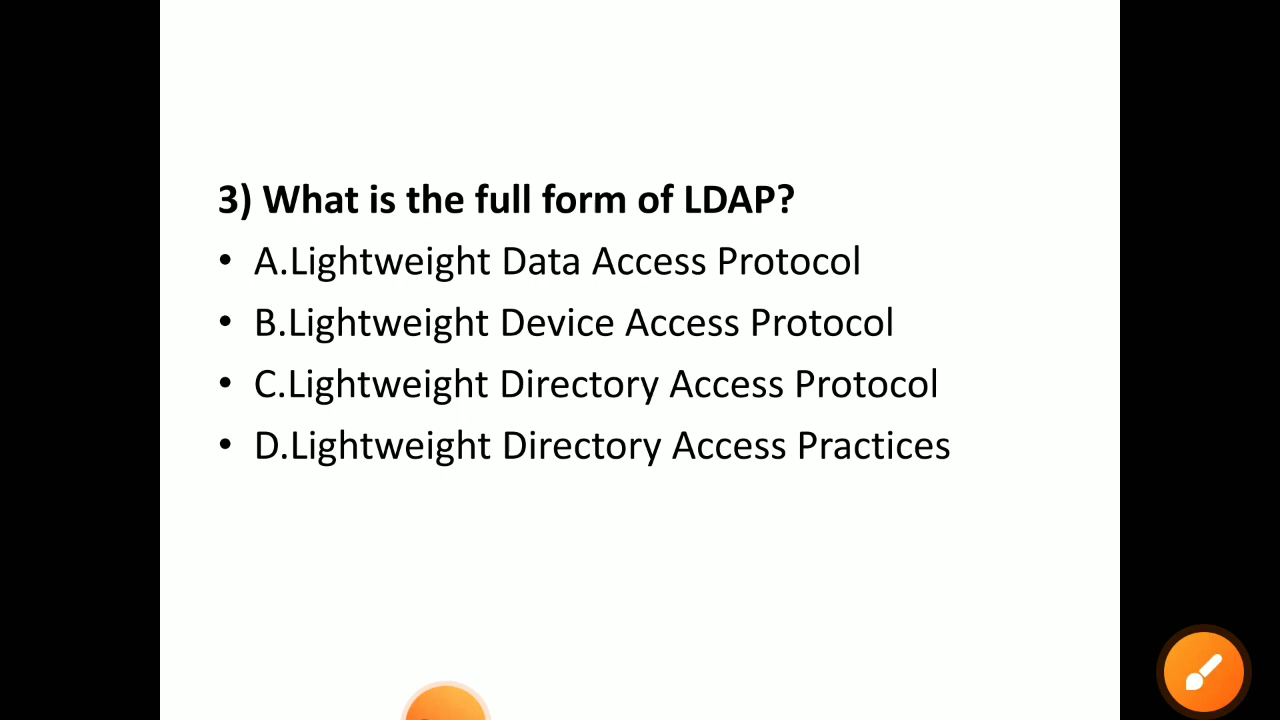 3) What is the full form of LDAP?
• A.Lightweight Data Access Protocol
• B.Lightweight Device Access Protocol
• C.Lightweight Directory Access Protocol
• D.Lightweight Directory Access Practices